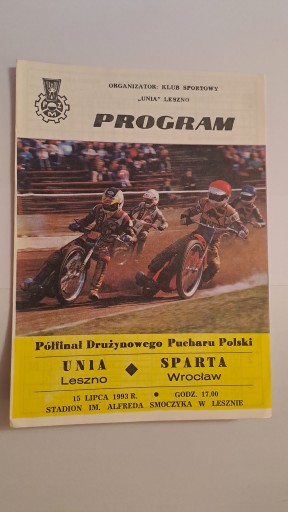 ORGANIZATOR: KLUB SPORTOWY
„UNIA" LESZNO
PROGRAM
Półfinał Drużynowego Pucharu Polski
UNIA ◆ SPARTA
Leszno Wrocław
15 LIPCA 1993 R. • GODZ. 17.00
STADION IM. ALFREDA SMOCZYKA W LESZNIE